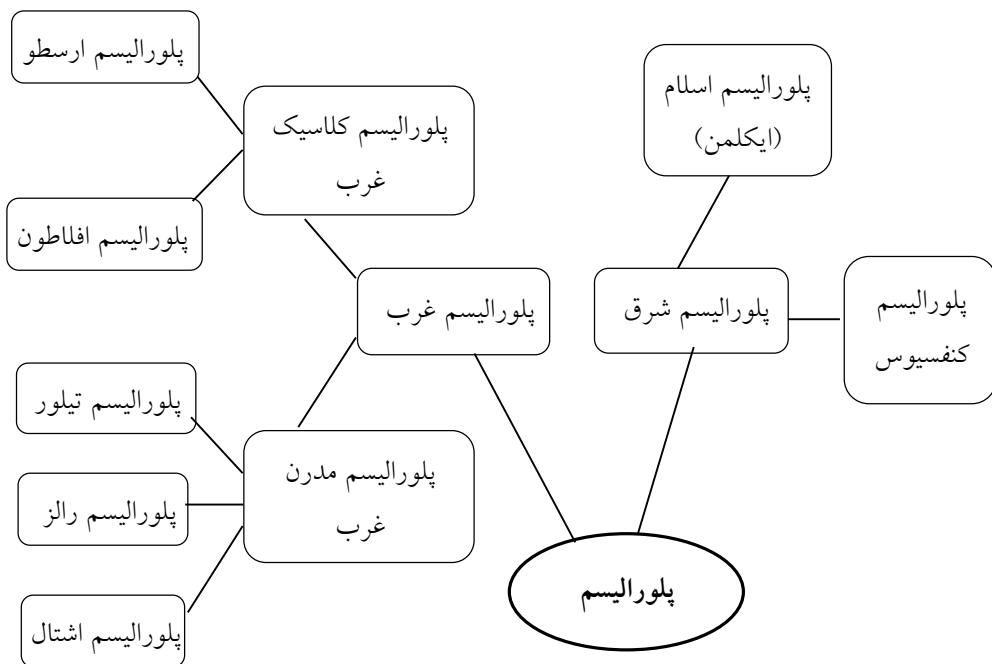 پلورالیسم ارسطو
پلورالیسم اسلام
(ایکلمن)
پلورالیسم کلاسیک
غرب
پلورالیسم افلاطون
پلورالیسم غرب
پلورالیسم شرق
پلورالیسم
کنفسیوس
پلورالیسم تیلور
پلورالیسم مدرن
غرب
پلورالیسم رالز
پلورالیسم
پلورالیسم اشتال